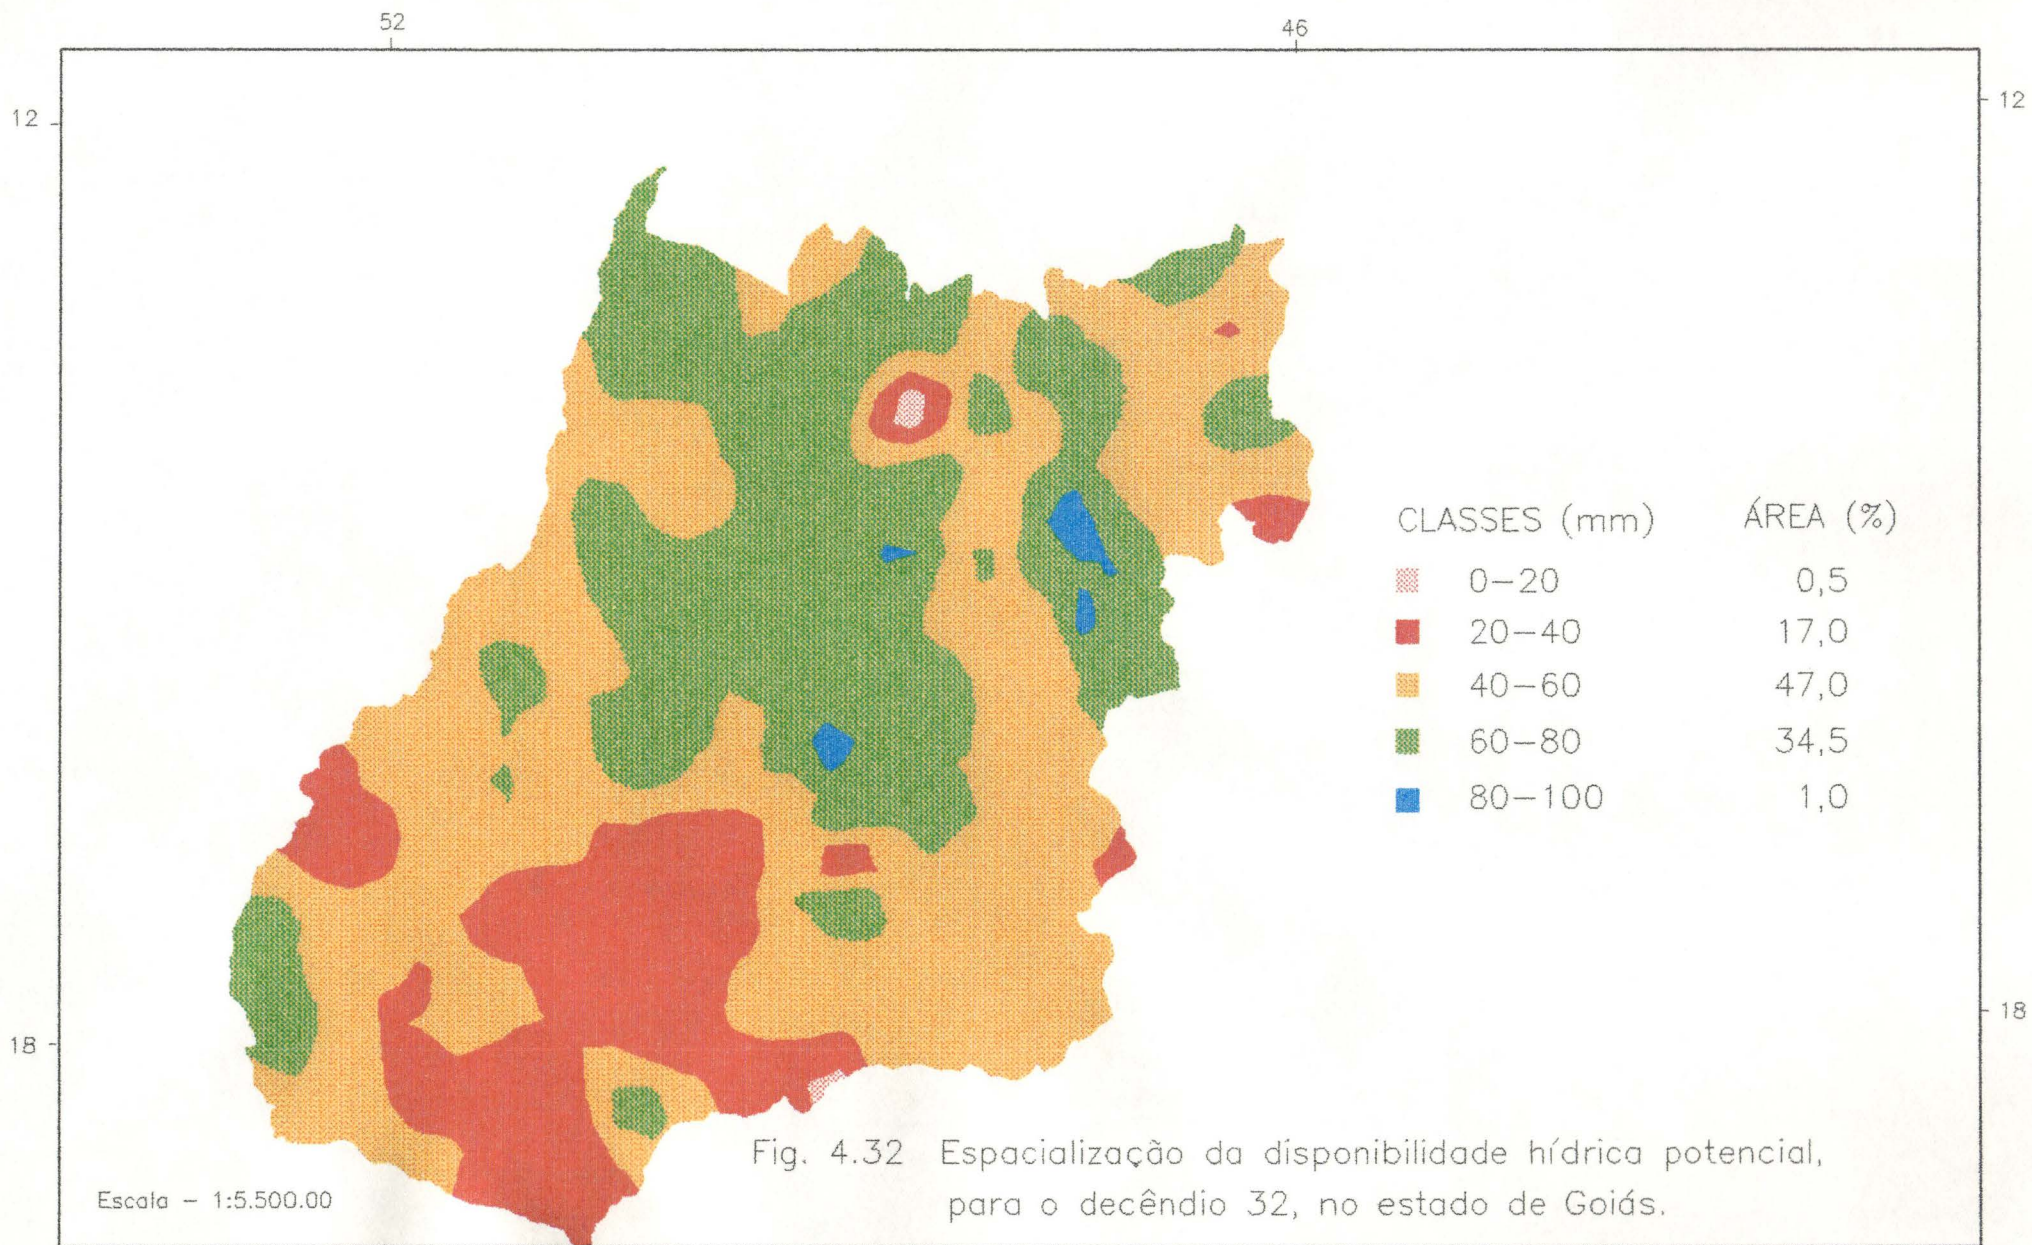 52 46
12 12
CLASSES (mm) ÁREA (%)
0-20 0,5
20-40 17,0
40-60 47,0
60-80 34,5
80-100 1,0
18 18
Fig. 4.32 Espacialização da disponibilidade hídrica potencial,
para o decêndio 32, no estado de Goiás.
Escala - 1:5.500.00